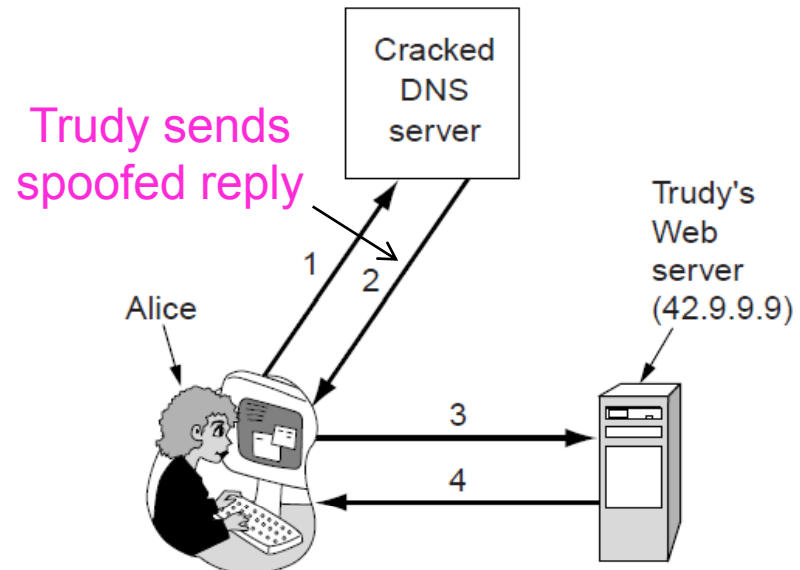 Cracked
DNS
server
Trudy sends
spoofed reply
Trudy's
Web
server
(42.9.9.9)
1
2
Alice
3
4